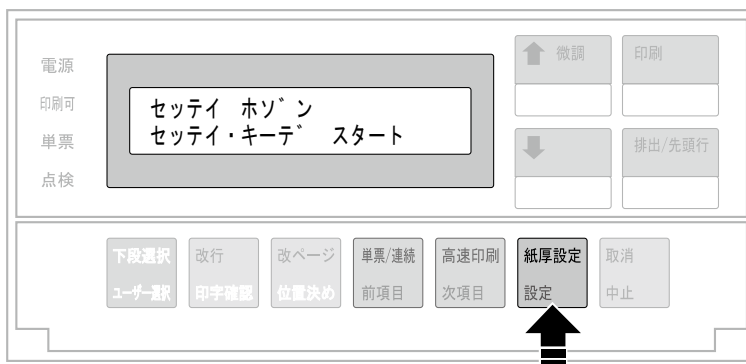 電源
印刷可
単票
点検
セッテイ ホゾン
セッテイ・キーデ スタート
微調
印刷
排出/先頭行
下段選択
ユーザー選択
改行
印字確認
改ページ
位置決め
単票/連続
前項目
高速印刷
次項目
紙厚設定
設定
取消
中止